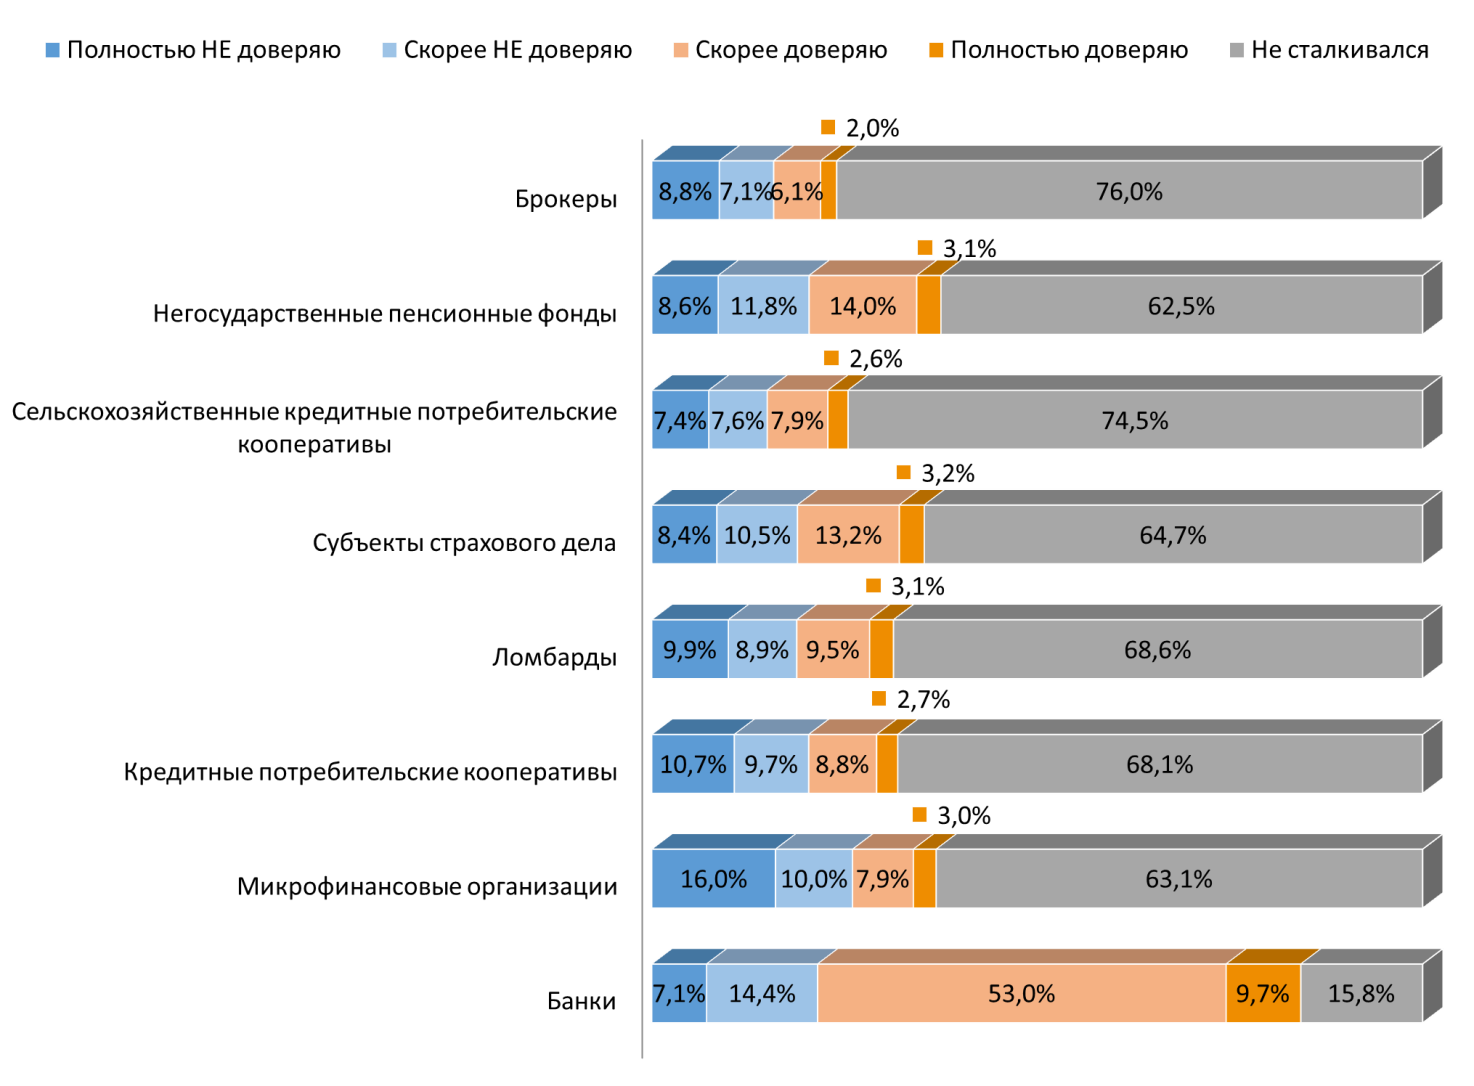 Полностью НЕ доверяю Скорее НЕ доверяю Скорее доверяю Полностью доверяю Не сталкивался
2,0%
Брокеры 8,8% 7,1% 6,1% 76,0%
3,1%
Негосударственные пенсионные фонды 8,6% 11,8% 14,0% 62,5%
2,6%
Сельскохозяйственные кредитные потребительские
кооперативы 7,4% 7,6% 7,9% 74,5%
3,2%
Субъекты страхового дела 8,4% 10,5% 13,2% 64,7%
3,1%
Ломбарды 9,9% 8,9% 9,5% 68,6%
2,7%
Кредитные потребительские кооперативы 10,7% 9,7% 8,8% 68,1%
3,0%
Микрофинансовые организации 16,0% 10,0% 7,9% 63,1%
Банки 7,1% 14,4% 53,0% 9,7% 15,8%